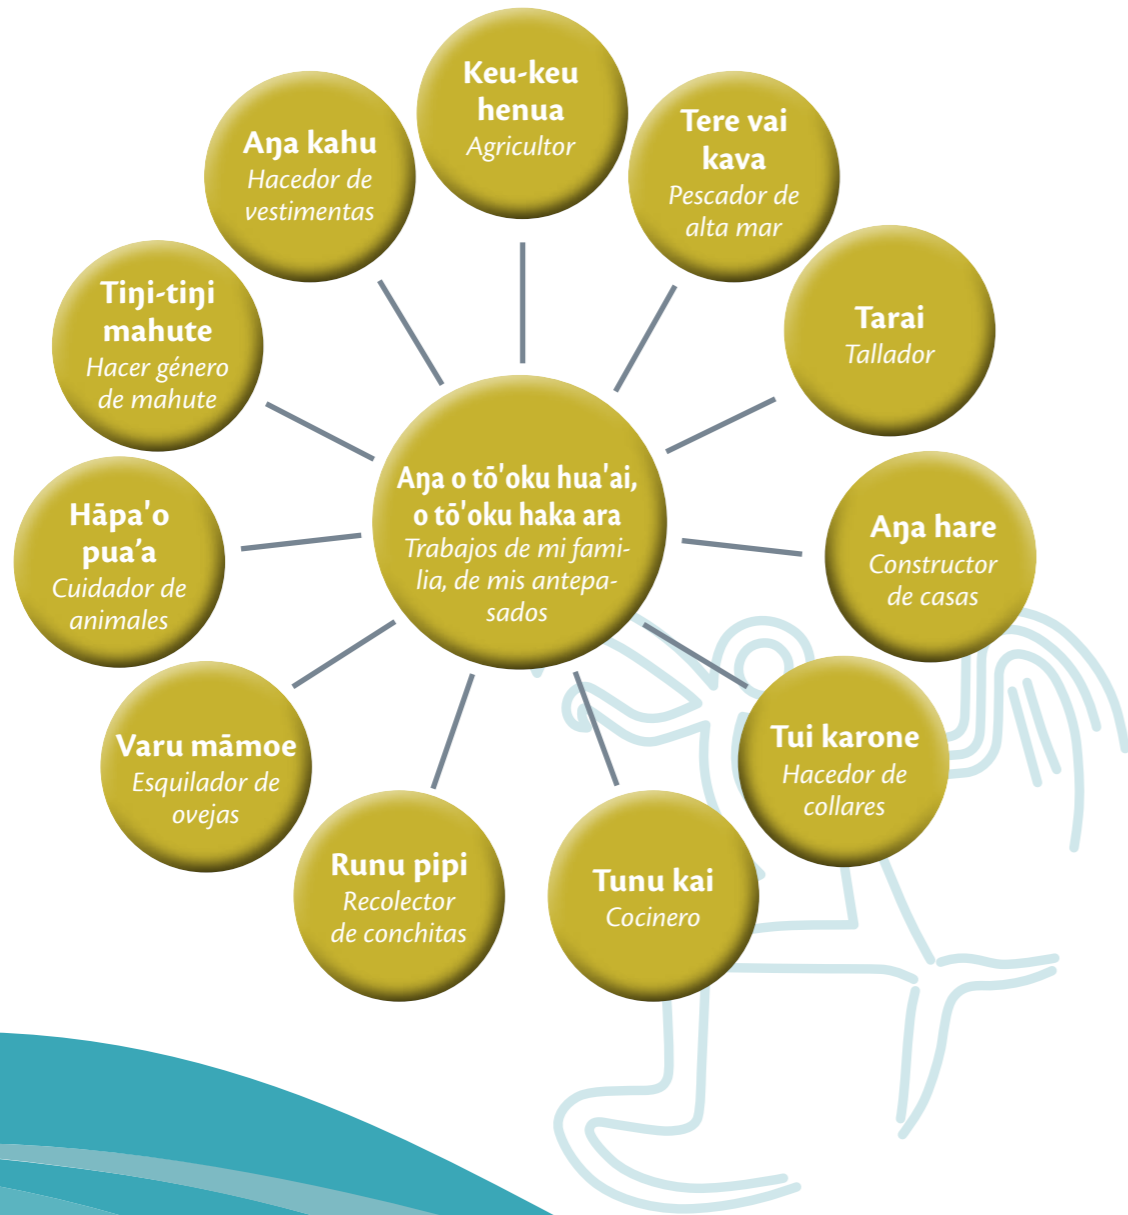 Keu-keu
henua
Agricultor
Tere vai
kava
Pescador de
alta mar
Tarai
Tallador
Aŋa hare
Constructor
de casas
Tui karone
Hacedor de
collares
Tunu kai
Cocinero
Runu pipi
Recolector
de conchitas
Varu māmoe
Esquilador de
ovejas
Hāpa'o
pua’a
Cuidador de
animales
Tiŋi-tiŋi
mahute
Hacer género
de mahute
Aŋa kahu
Hacedor de
vestimentas
Aŋa o tō'oku hua'ai,
o tō'oku haka ara
Trabajos de mi fami-
lia, de mis antepa-
sados